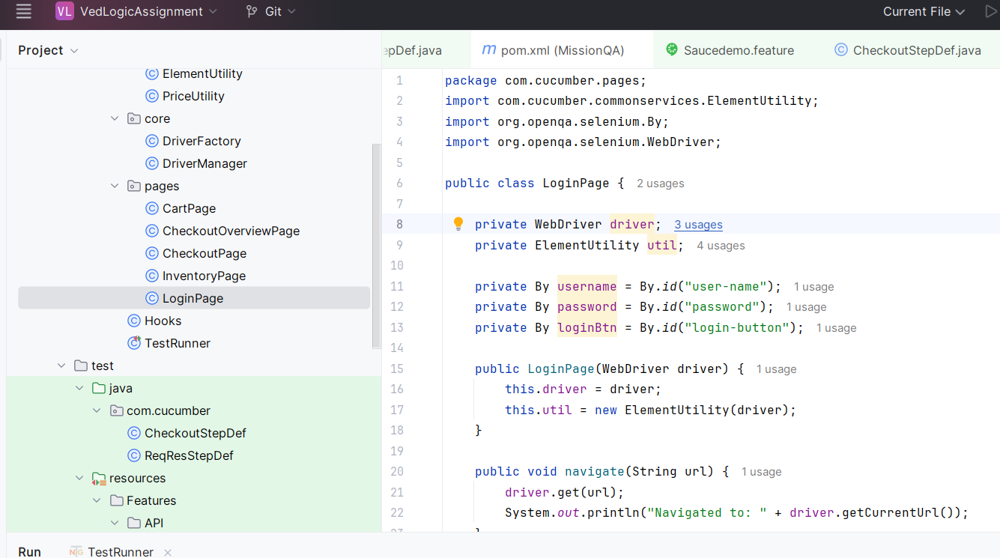 VL VedLogicAssignment Git Current File
Project
epDef.java m pom.xml (MissionQA) Saucedemo.feature CheckoutStepDef.java
ElementUtility
PriceUtility
core
DriverFactory
DriverManager
pages
CartPage
CheckoutOverviewPage
CheckoutPage
InventoryPage
LoginPage
Hooks
TestRunner
test
java
com.cucumber
CheckoutStepDef
ReqResStepDef
resources
Features
API
1 package com.cucumber.pages;
2 import com.cucumber.commonservices.ElementUtility;
3 import org.openqa.selenium.By;
4 import org.openqa.selenium.WebDriver;
5
6 public class LoginPage { 2 usages
7
8 private WebDriver driver; 3 usages
9 private ElementUtility util; 4 usages
10
11 private By username = By.id("user-name"); 1 usage
12 private By password = By.id("password"); 1 usage
13 private By loginBtn = By.id("login-button"); 1 usage
14
15 public LoginPage(WebDriver driver) { 1 usage
16 this.driver = driver;
17 this.util = new ElementUtility(driver);
18 }
19
20 public void navigate(String url) { 1 usage
21 driver.get(url);
22 System.out.println("Navigated to: " + driver.getCurrentUrl());
Run TestRunner